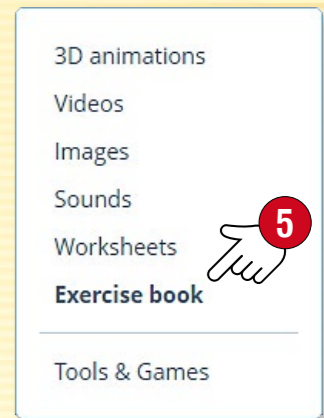 3D animations
Videos
Images
Sounds
5
Worksheets
Exercise book
Tools & Games